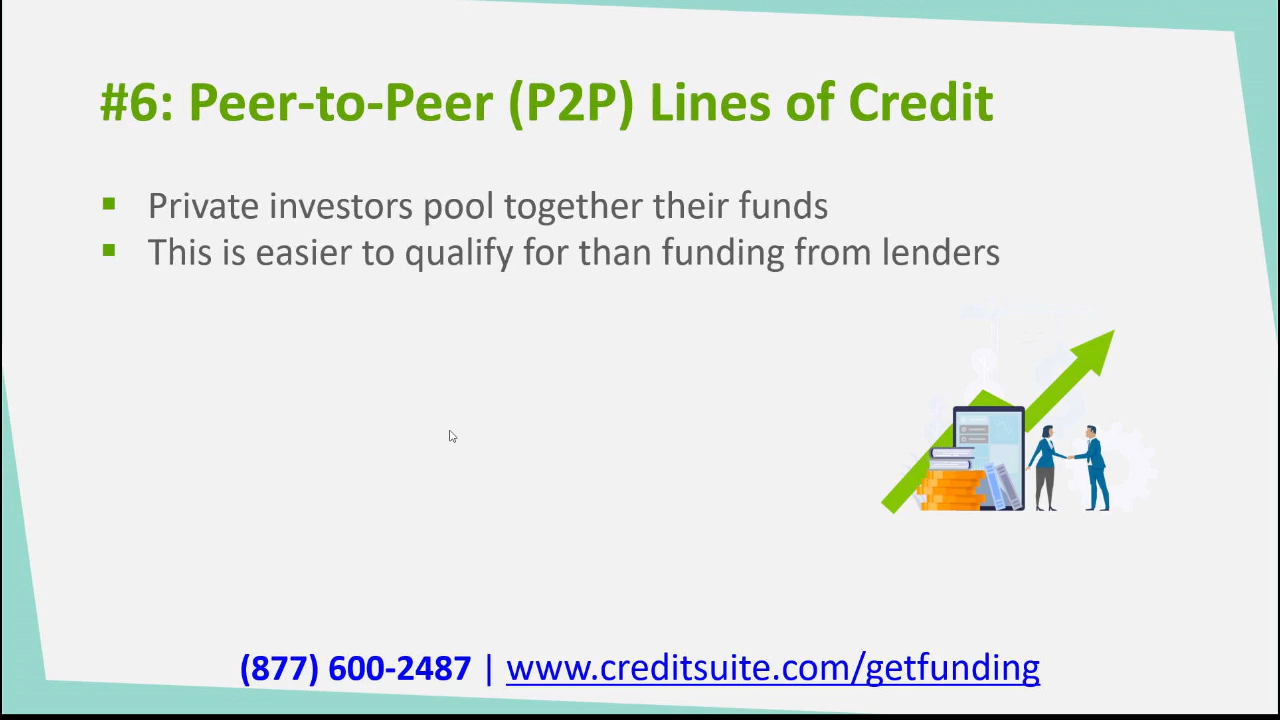 #6: Peer-to-Peer (P2P) Lines of Credit
▪ Private investors pool together their funds
▪ This is easier to qualify for than funding from lenders
(877) 600-2487 | www.creditsuite.com/getfunding